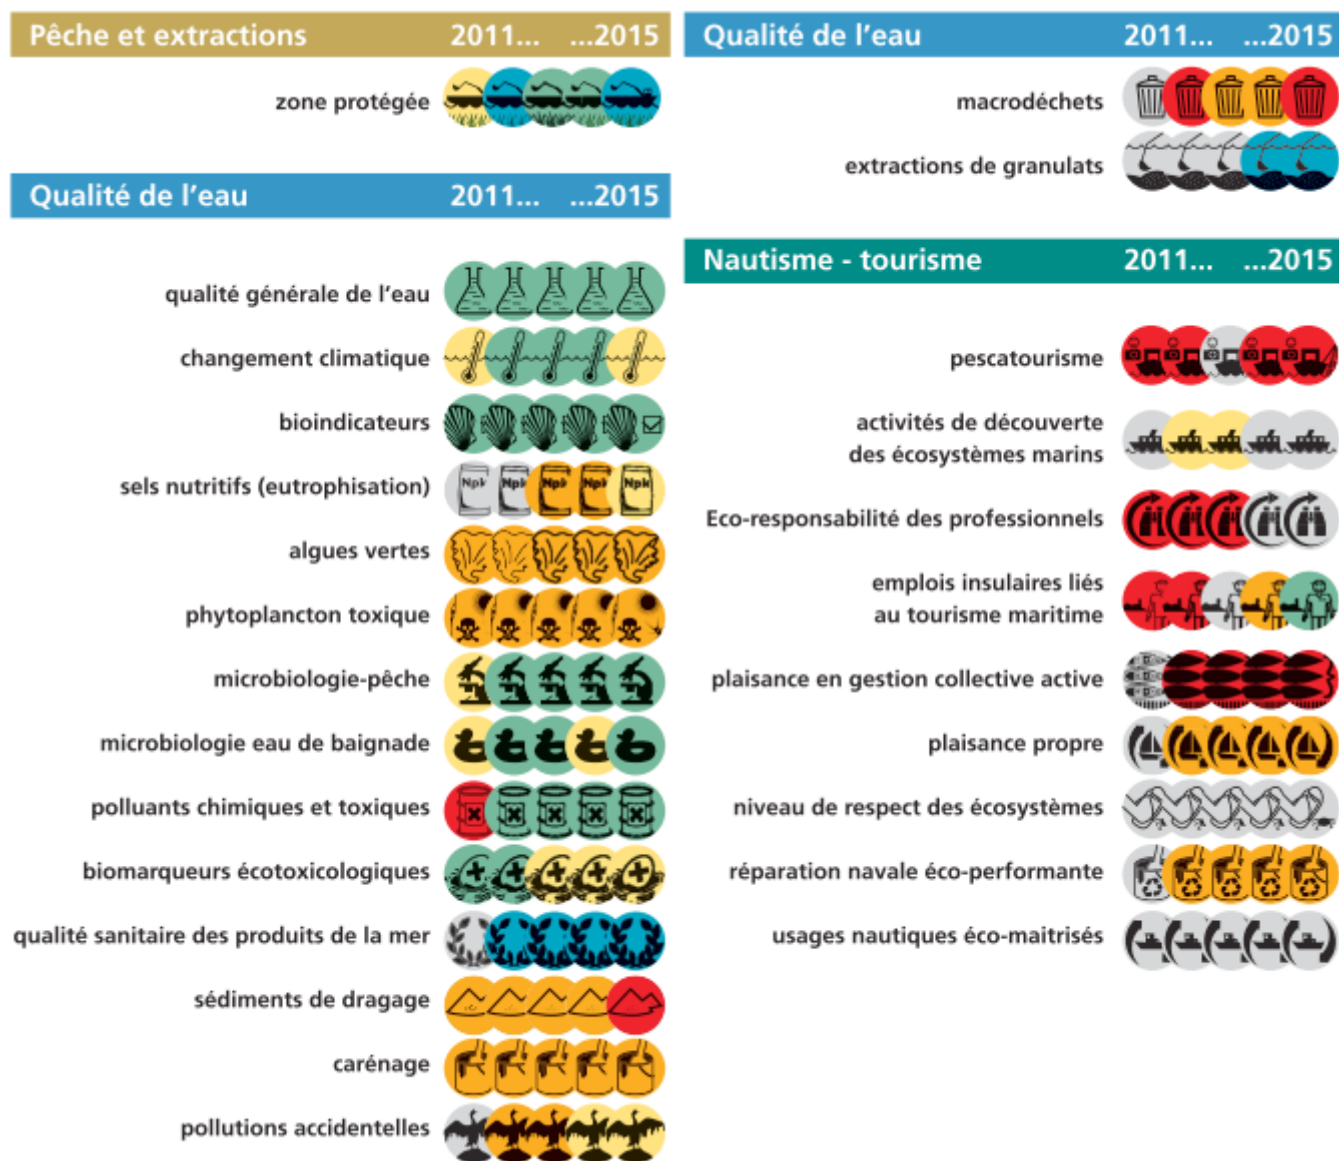 Pêche et extractions 2011... ...2015
zone protégée
Qualité de l'eau 2011... ...2015
qualité générale de l'eau
changement climatique
bioindicateurs
sels nutritifs (eutrophisation)
Npk Npk Npk Npk Npk
algues vertes
phytoplancton toxique
microbiologie-pêche
microbiologie eau de baignade
polluants chimiques et toxiques
biomarqueurs écotoxicologiques
qualité sanitaire des produits de la mer
sédiments de dragage
carénage
pollutions accidentelles
Qualité de l'eau 2011... ...2015
macrodéchets
extractions de granulats
Nautisme - tourisme 2011... ...2015
pescatourisme
activités de découverte
des écosystèmes marins
Eco-responsabilité des professionnels
emplois insulaires liés
au tourisme maritime
plaisance en gestion collective active
plaisance propre
niveau de respect des écosystèmes
réparation navale éco-performante
usages nautiques éco-maitrisés